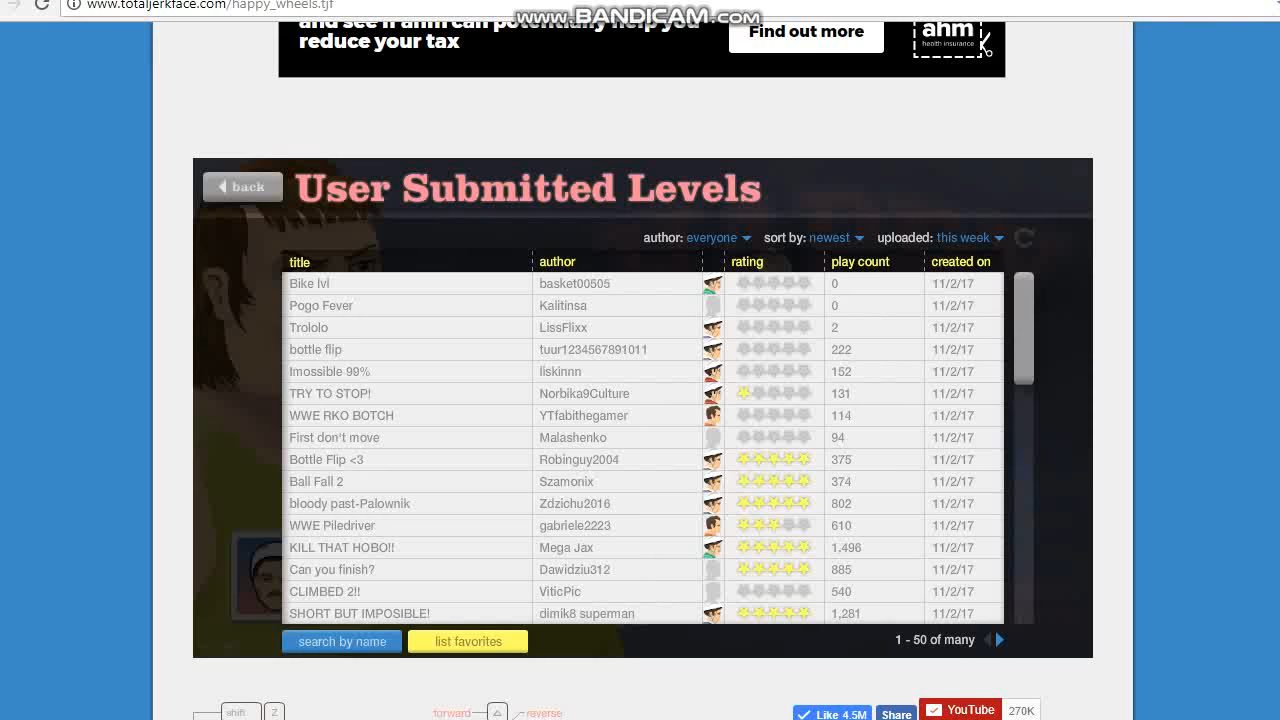 www.totaljerkface.com/happy_wheels.tjf
www.BANDICAM.com
and see if ahm can potentially help you
reduce your tax
Find out more
ahm
health insurance
back
User Submitted Levels
author: everyone sort by: newest uploaded: this week
title author rating play count created on
Bike lvl basket00505 0 11/2/17
Pogo Fever Kalitinsa 0 11/2/17
Trololo LissFlixx 2 11/2/17
bottle flip tuur1234567891011 222 11/2/17
Imossible 99% liskinnn 152 11/2/17
TRY TO STOP! Norbika9Culture 131 11/2/17
WWE RKO BOTCH YTfabithegamer 114 11/2/17
First don't move Malashenko 94 11/2/17
Bottle Flip <3 Robinguy2004 375 11/2/17
Ball Fall 2 Szamonix 374 11/2/17
bloody past-Palownik Zdzichu2016 802 11/2/17
WWE Piledriver gabriele2223 610 11/2/17
KILL THAT HOBO!! Mega Jax 1,496 11/2/17
Can you finish? Dawidziu312 885 11/2/17
CLIMBED 2!! ViticPic 540 11/2/17
SHORT BUT IMPOSIBLE! dimik8 superman 1,281 11/2/17
search by name list favorites 1 - 50 of many
shift Z forward reverse Like 4.5M Share YouTube 270K